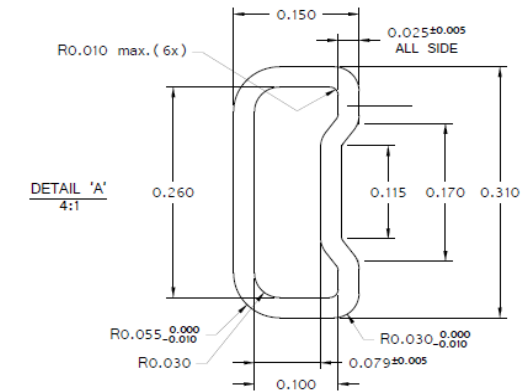 0.150
0.025±0.005
ALL SIDE
R0.010 max.(6x)
DETAIL 'A'
4:1
0.260
0.115
0.170
0.310
R0.055 0.000
-0.010
R0.030
R0.030 0.000
-0.010
0.079±0.005
0.100